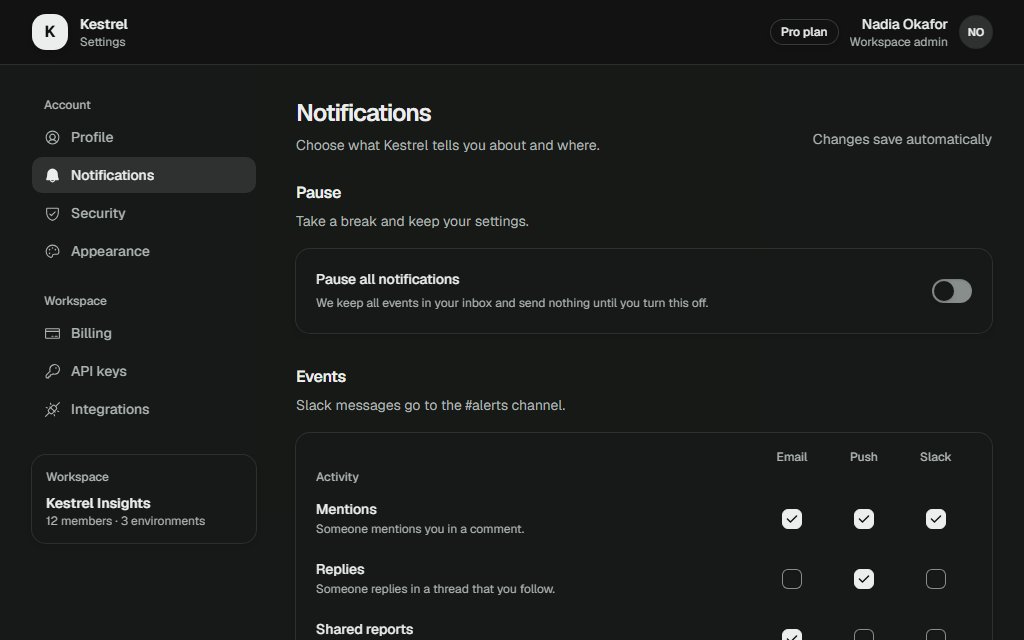 K
Kestrel
Settings
Pro plan
Nadia Okafor
Workspace admin
NO
Account
Profile
Notifications
Security
Appearance
Workspace
Billing
API keys
Integrations
Workspace
Kestrel Insights
12 members · 3 environments
Notifications
Choose what Kestrel tells you about and where.
Changes save automatically
Pause
Take a break and keep your settings.
Pause all notifications
We keep all events in your inbox and send nothing until you turn this off.
Events
Slack messages go to the #alerts channel.
Email Push Slack
Activity
Mentions
Someone mentions you in a comment.
Replies
Someone replies in a thread that you follow.
Shared reports